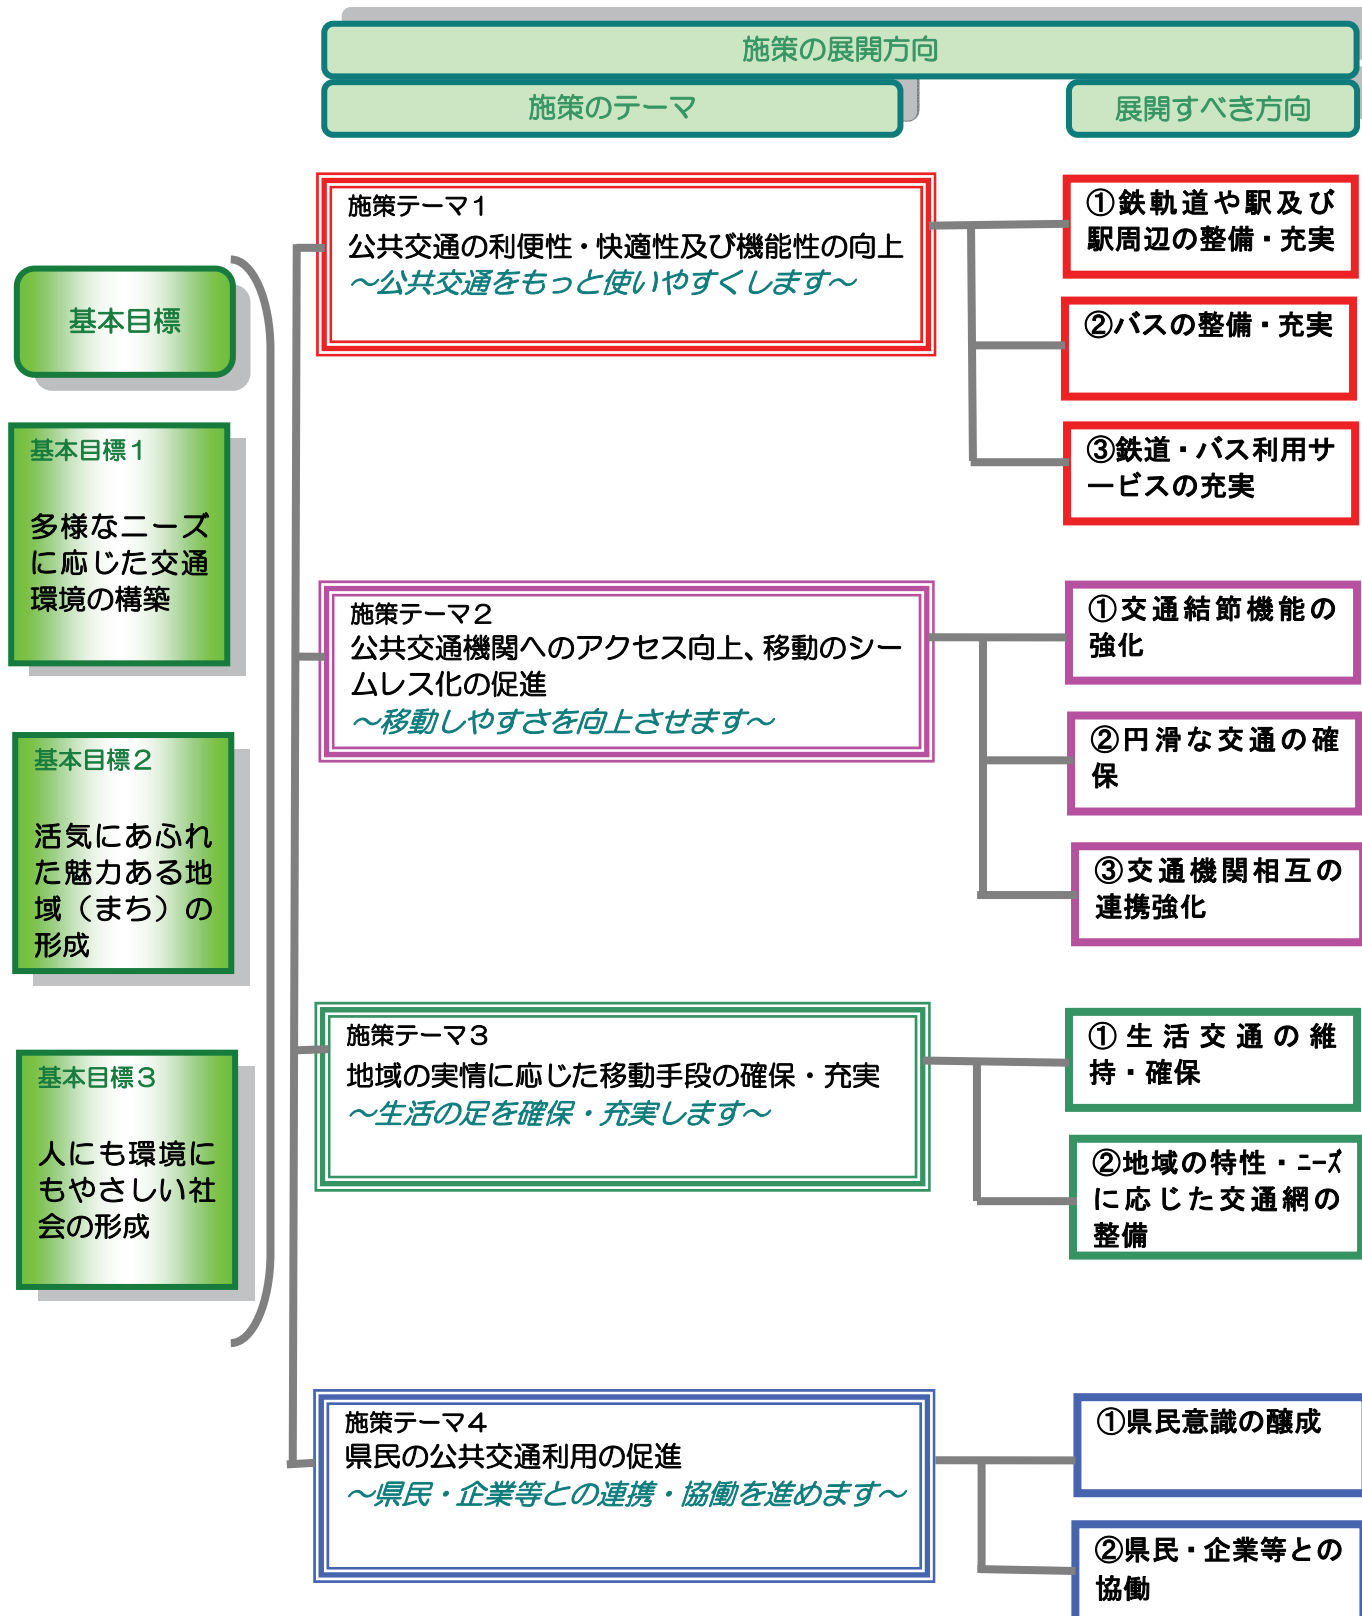 施策の展開方向
施策のテーマ
展開すべき方向
基本目標
基本目標1
多様なニーズ
に応じた交通
環境の構築
基本目標2
活気にあふれ
た魅力ある地
域（まち）の
形成
基本目標3
人にも環境に
もやさしい社
会の形成
施策テーマ1
公共交通の利便性・快適性及び機能性の向上
～公共交通をもっと使いやすくします～
①鉄軌道や駅及び
駅周辺の整備・充実
②バスの整備・充実
③鉄道・バス利用サ
ービスの充実
施策テーマ2
公共交通機関へのアクセス向上、移動のシー
ムレス化の促進
～移動しやすさを向上させます～
①交通結節機能の
強化
②円滑な交通の確
保
③交通機関相互の
連携強化
施策テーマ3
地域の実情に応じた移動手段の確保・充実
～生活の足を確保・充実します～
①生活交通の維
持・確保
②地域の特性・ﾆｰｽﾞ
に応じた交通網の
整備
施策テーマ4
県民の公共交通利用の促進
～県民・企業等との連携・協働を進めます～
①県民意識の醸成
②県民・企業等との
協働